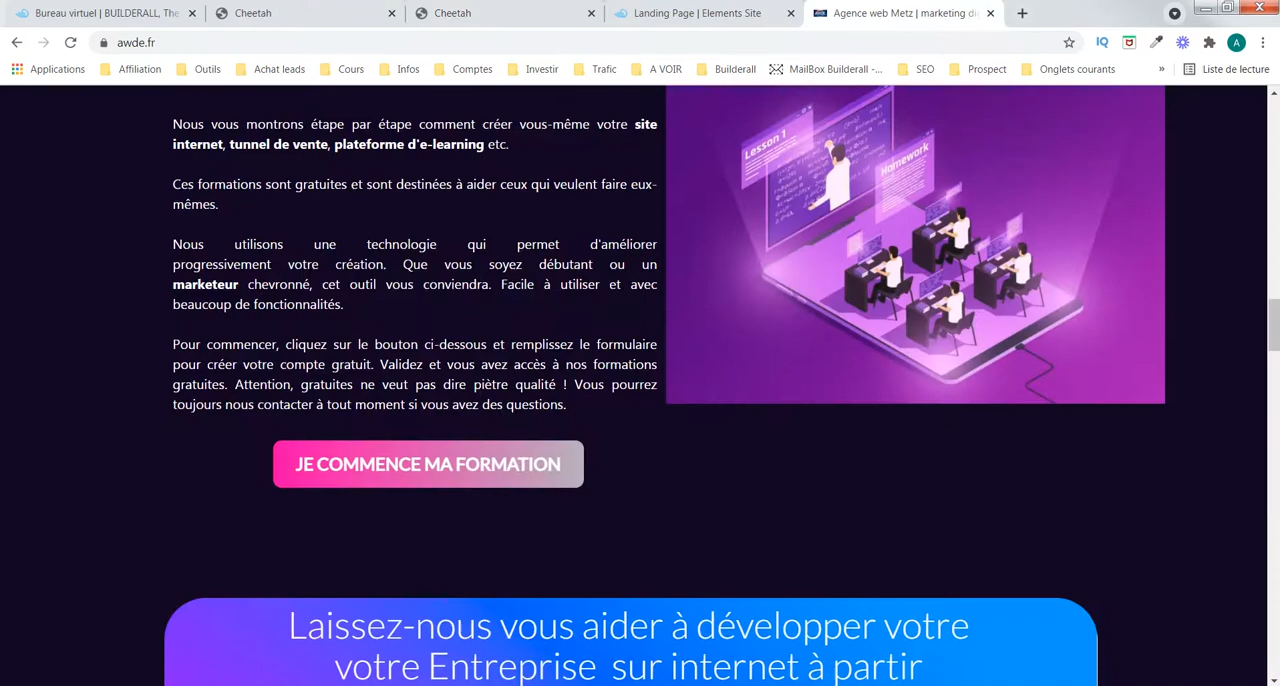 Bureau virtuel | BUILDERALL, The
Cheetah
Cheetah
Landing Page | Elements Site
Agence web Metz | marketing di
awde.fr
IQ
A
Applications
Affiliation
Outils
Achat leads
Cours
Infos
Comptes
Investir
Trafic
A VOIR
Builderall
MailBox Builderall -...
SEO
Prospect
Onglets courants
»
Liste de lecture
Nous vous montrons étape par étape comment créer vous-même votre site
internet, tunnel de vente, plateforme d'e-learning etc.
Ces formations sont gratuites et sont destinées à aider ceux qui veulent faire eux-
mêmes.
Nous utilisons une technologie qui permet d'améliorer
progressivement votre création. Que vous soyez débutant ou un
marketeur chevronné, cet outil vous conviendra. Facile à utiliser et avec
beaucoup de fonctionnalités.
Pour commencer, cliquez sur le bouton ci-dessous et remplissez le formulaire
pour créer votre compte gratuit. Validez et vous avez accès à nos formations
gratuites. Attention, gratuites ne veut pas dire piètre qualité ! Vous pourrez
toujours nous contacter à tout moment si vous avez des questions.
Lesson 1
Homework
JE COMMENCE MA FORMATION
Laissez-nous vous aider à développer votre
votre Entreprise sur internet à partir